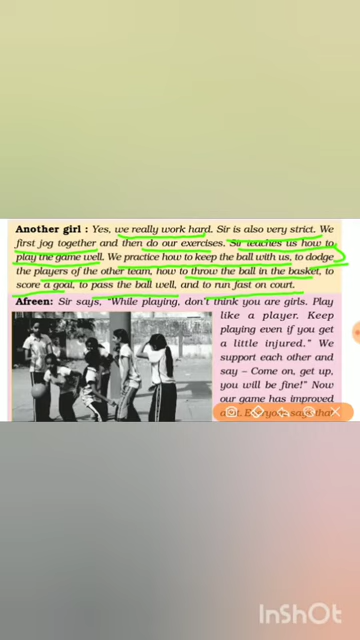 Another girl : Yes, we really work hard. Sir is also very strict. We
first jog together and then do our exercises. Sir teaches us how to
play the game well. We practice how to keep the ball with us, to dodge
the players of the other team, how to throw the ball in the basket, to
score a goal, to pass the ball well, and to run fast on court.
Afreen: Sir says, "While playing, don't think you are girls. Play
like a player. Keep
playing even if you get
a little injured." We
support each other and
say – Come on, get up,
you will be fine!" Now
our game has improved
a lot. Everyone says that
InShOt